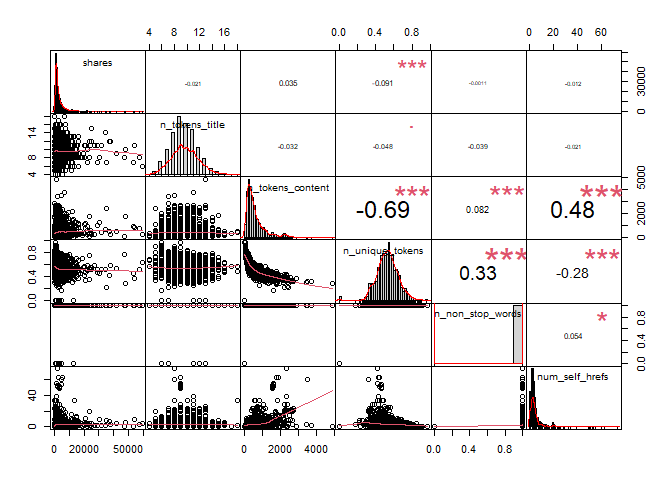 4 8 12 16 0.0 0.4 0.8 0 20 40 60
shares -0.021 0.035 -0.091 *** -0.0011 -0.012 0 30000
4 8 10 14 n_tokens_title -0.032 -0.048 . -0.039 -0.021
n_tokens_content -0.69 *** 0.082 *** 0.48 *** 0 2000 5000
0.0 0.4 0.8 n_unique_tokens 0.33 *** -0.28 ***
n_non_stop_words 0.054 * 0.0 0.4 0.8
0 40 num_self_hrefs
0 20000 50000 0 2000 4000 0.0 0.4 0.8